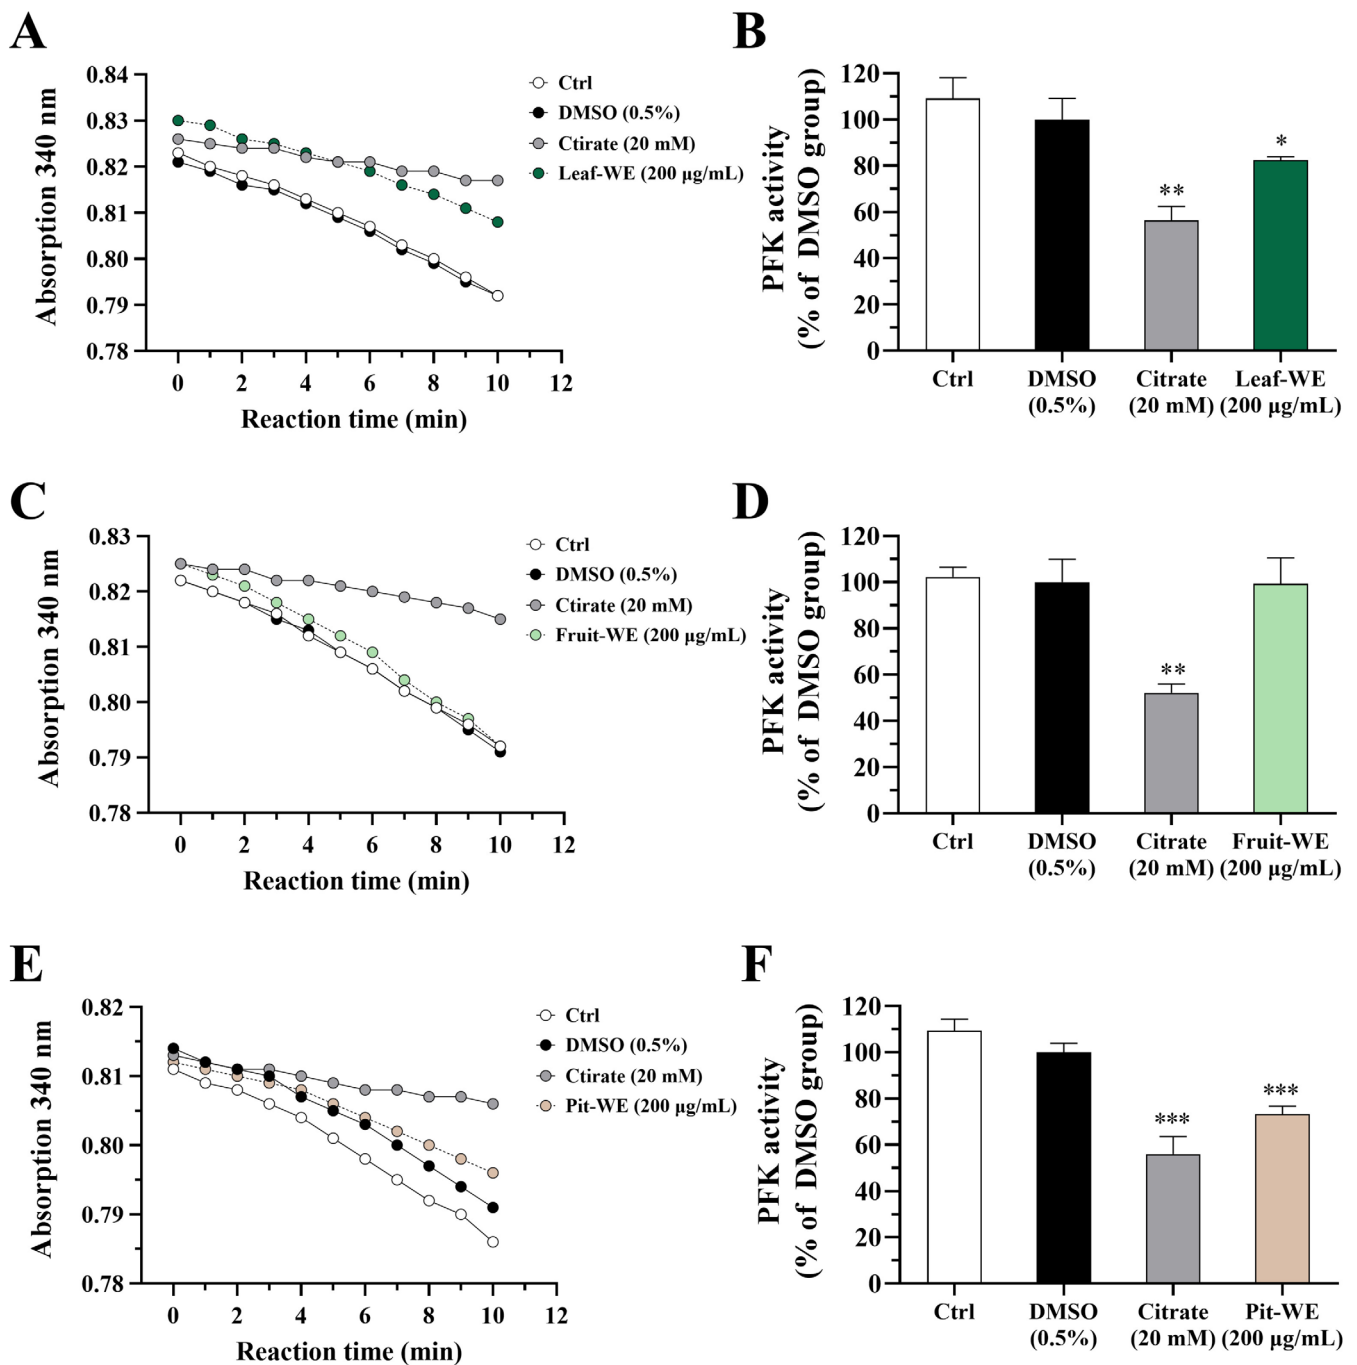 A
Absorption 340 nm
0.84
0.83
0.82
0.81
0.80
0.79
0.78
0 2 4 6 8 10 12
Reaction time (min)
Ctrl
DMSO (0.5%)
Ctirate (20 mM)
Leaf-WE (200 μg/mL)
B
PFK activity
(% of DMSO group)
120
100
80
60
40
20
0
**
*
Ctrl DMSO Citrate Leaf-WE
(0.5%) (20 mM) (200 μg/mL)
C
Absorption 340 nm
0.83
0.82
0.81
0.80
0.79
0.78
0 2 4 6 8 10 12
Reaction time (min)
Ctrl
DMSO (0.5%)
Ctirate (20 mM)
Fruit-WE (200 μg/mL)
D
PFK activity
(% of DMSO group)
120
100
80
60
40
20
0
**
Ctrl DMSO Citrate Fruit-WE
(0.5%) (20 mM) (200 μg/mL)
E
Absorption 340 nm
0.82
0.81
0.80
0.79
0.78
0 2 4 6 8 10 12
Reaction time (min)
Ctrl
DMSO (0.5%)
Ctirate (20 mM)
Pit-WE (200 μg/mL)
F
PFK activity
(% of DMSO group)
120
100
80
60
40
20
0
***
***
Ctrl DMSO Citrate Pit-WE
(0.5%) (20 mM) (200 μg/mL)